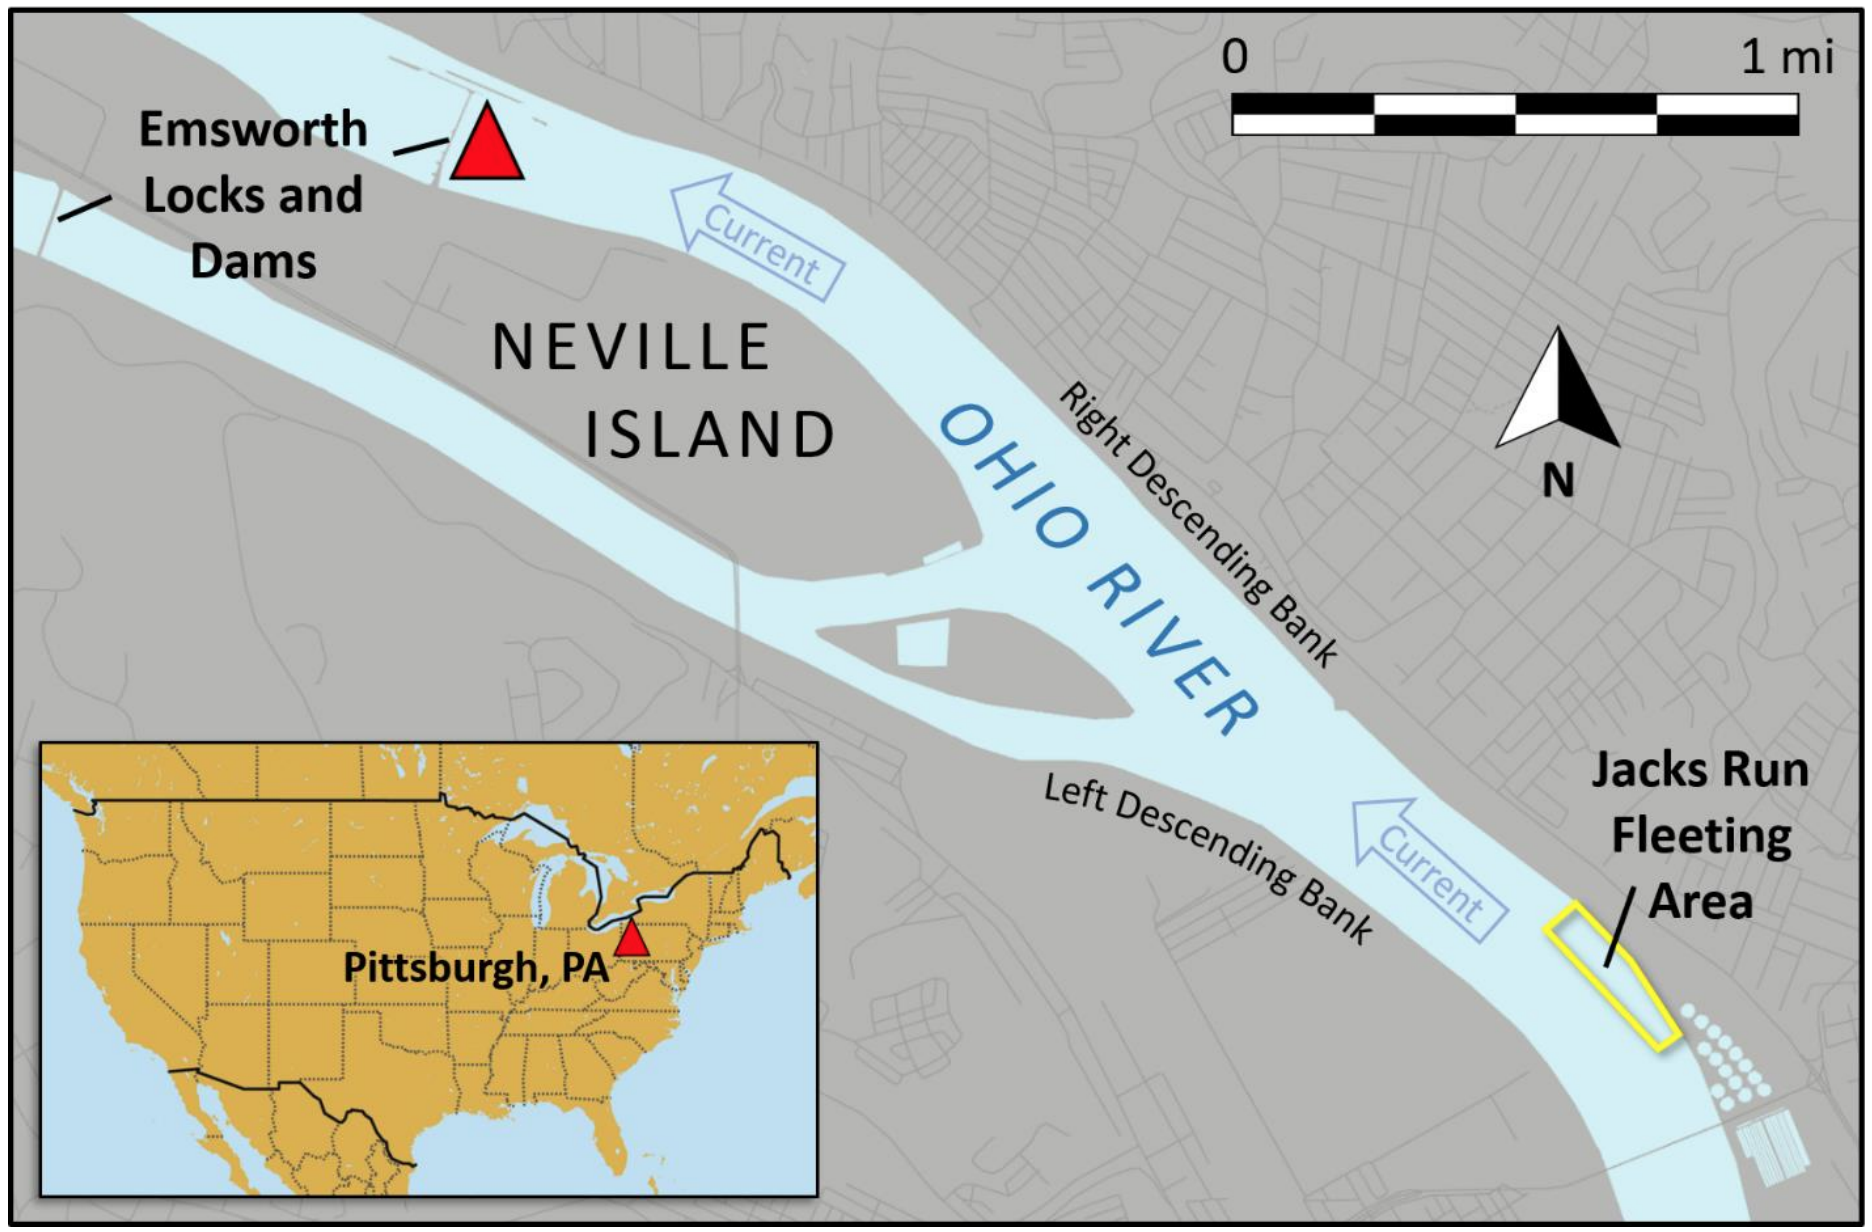 0 1 mi
Emsworth
Locks and
Dams
Current
NEVILLE
ISLAND
OHIO RIVER
Right Descending Bank
N
Left Descending Bank
Current
Jacks Run
Fleeting
Area
Pittsburgh, PA